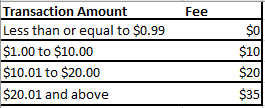 Transaction Amount Fee
Less than or equal to $0.99 $0
$1.00 to $10.00 $10
$10.01 to $20.00 $20
$20.01 and above $35